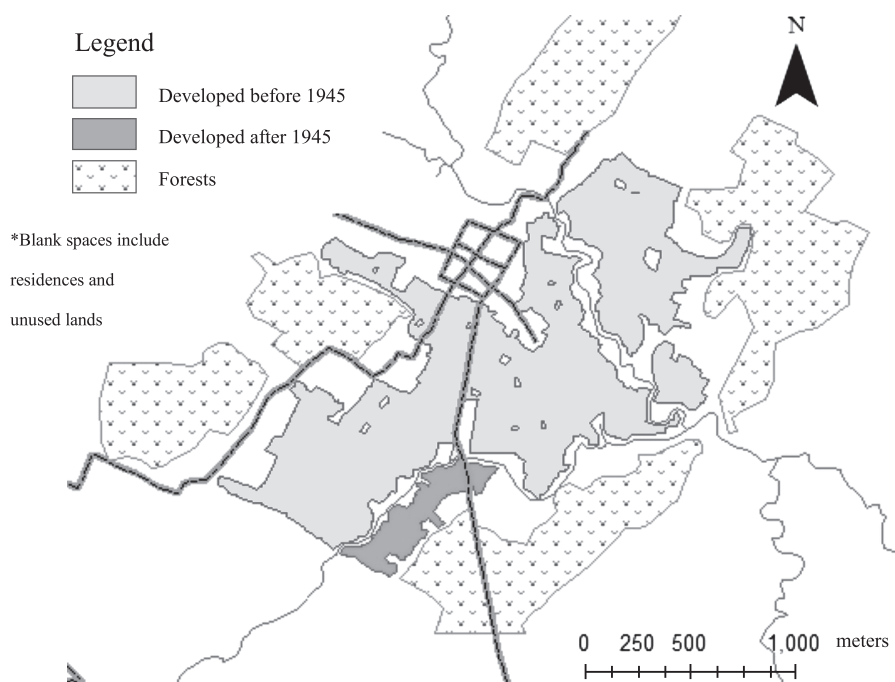 Legend
Developed before 1945
Developed after 1945
Forests
*Blank spaces include
residences and
unused lands
N
0 250 500 1,000 meters